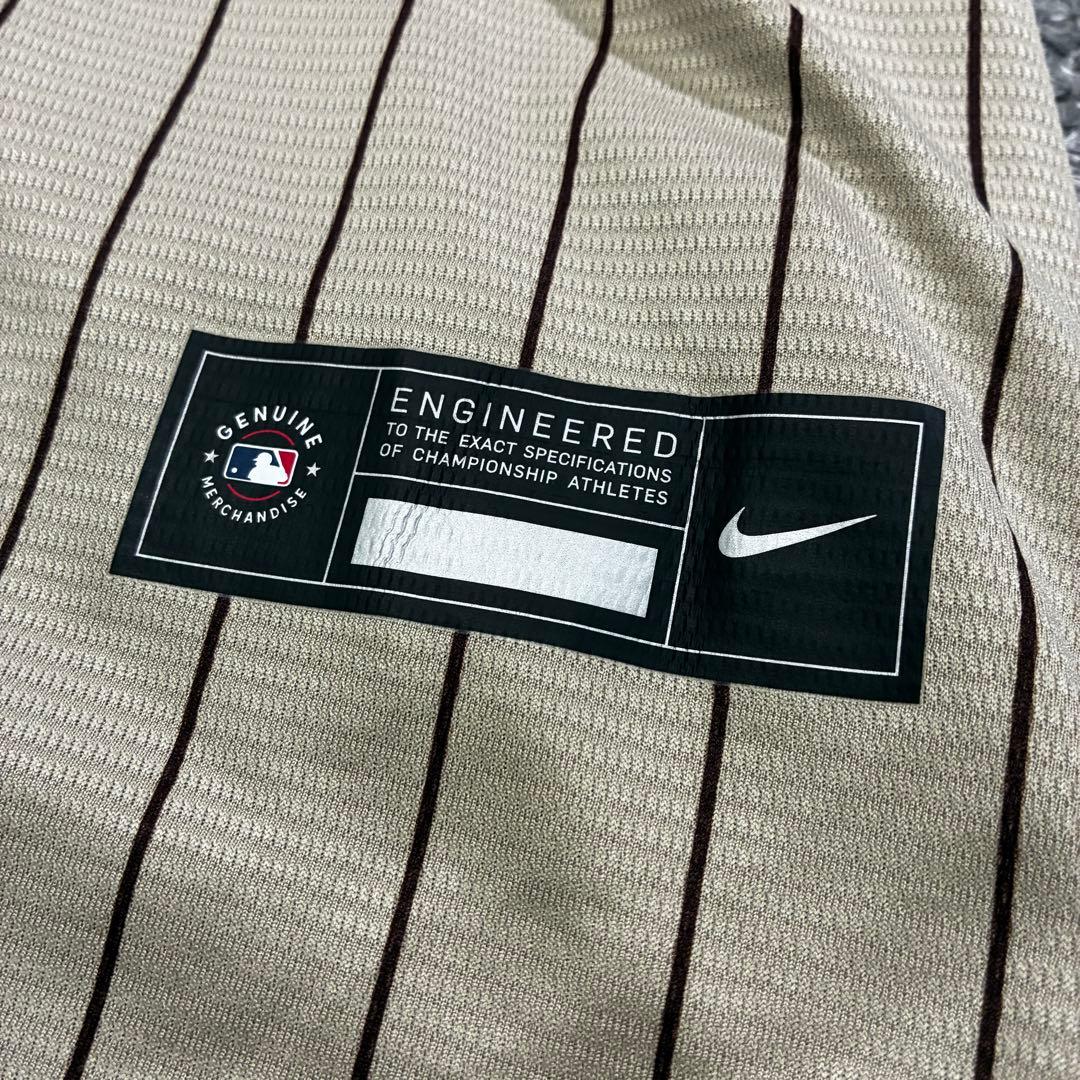 GENUINE
MERCHANDISE
ENGINEERED
TO THE EXACT SPECIFICATIONS
OF CHAMPIONSHIP ATHLETES